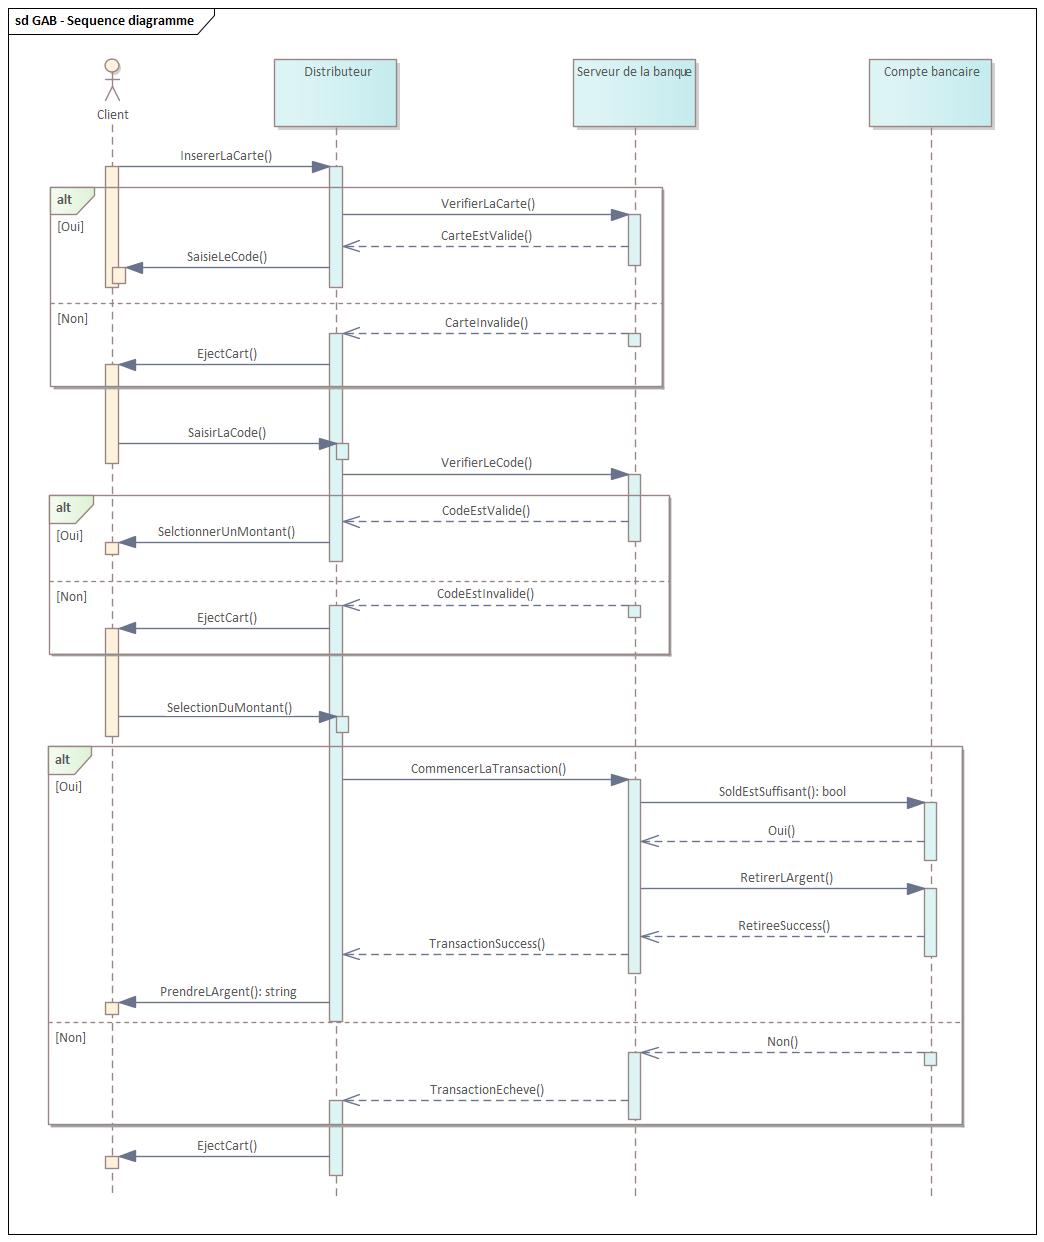 sd GAB - Sequence diagramme
Client
Distributeur
Serveur de la banque
Compte bancaire
InsererLaCarte()
alt
[Oui]
VerifierLaCarte()
CarteEstValide()
SaisieLeCode()
[Non]
CarteInvalide()
EjectCart()
SaisirLaCode()
VerifierLeCode()
alt
[Oui]
CodeEstValide()
SelctionnerUnMontant()
[Non]
CodeEstInvalide()
EjectCart()
SelectionDuMontant()
alt
[Oui]
CommencerLaTransaction()
SoldEstSuffisant(): bool
Oui()
RetirerLArgent()
RetireeSuccess()
TransactionSuccess()
PrendreLArgent(): string
[Non]
Non()
TransactionEcheve()
EjectCart()